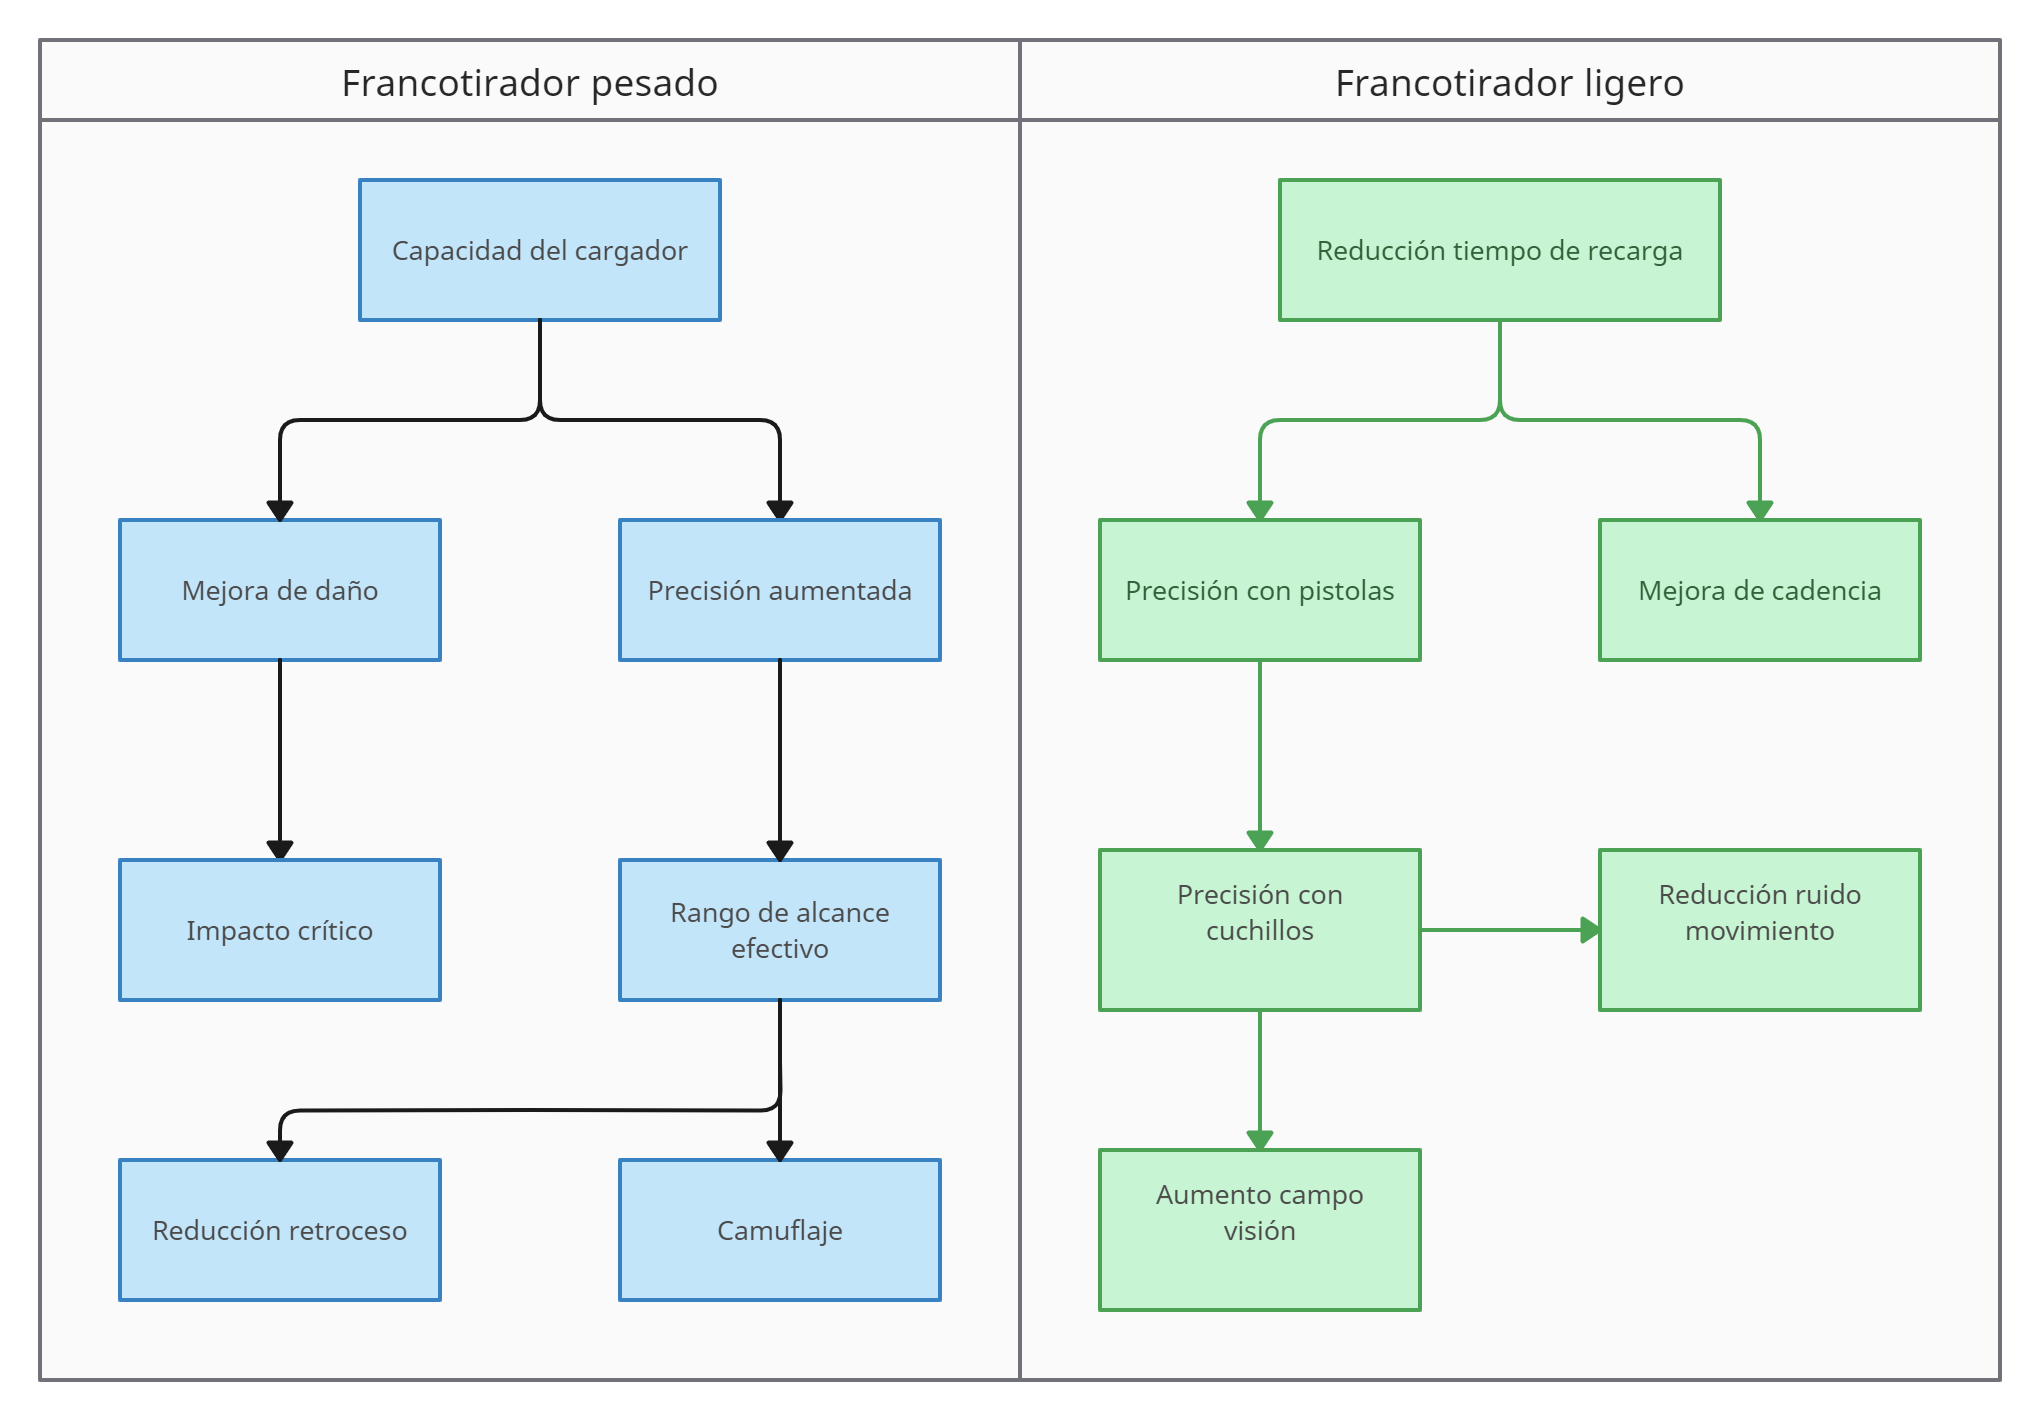 Francotirador pesado
Francotirador ligero
Capacidad del cargador
Reducción tiempo de recarga
Mejora de daño
Precisión aumentada
Precisión con pistolas
Mejora de cadencia
Impacto crítico
Rango de alcance
efectivo
Precisión con
cuchillos
Reducción ruido
movimiento
Reducción retroceso
Camuflaje
Aumento campo
visión